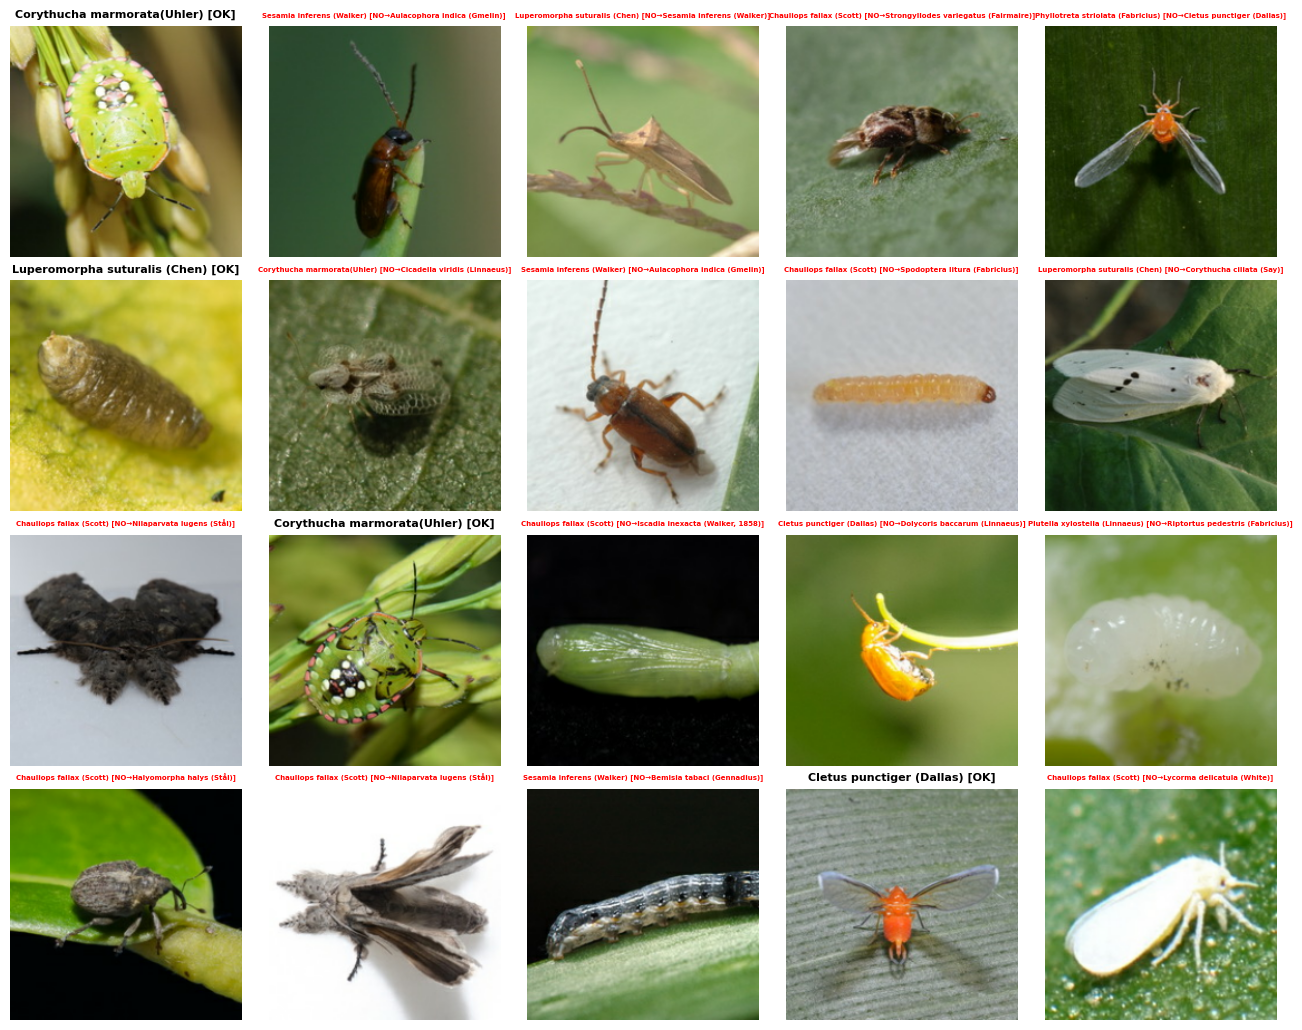 Corythucha marmorata(Uhler) [OK]
Sesamia inferens (Walker) [NO→Aulacophora indica (Gmelin)]
Luperomorpha suturalis (Chen) [NO→Sesamia inferens (Walker)]
Chauliops fallax (Scott) [NO→Strongyllodes variegatus (Fairmaire)]
Phyllotreta striolata (Fabricius) [NO→Cletus punctiger (Dallas)]
Luperomorpha suturalis (Chen) [OK]
Corythucha marmorata(Uhler) [NO→Cicadella viridis (Linnaeus)]
Sesamia inferens (Walker) [NO→Aulacophora indica (Gmelin)]
Chauliops fallax (Scott) [NO→Spodoptera litura (Fabricius)]
Luperomorpha suturalis (Chen) [NO→Corythucha ciliata (Say)]
Chauliops fallax (Scott) [NO→Nilaparvata lugens (Stål)]
Corythucha marmorata(Uhler) [OK]
Chauliops fallax (Scott) [NO→Iscadia inexacta (Walker, 1858)]
Cletus punctiger (Dallas) [NO→Dolycoris baccarum (Linnaeus)]
Plutella xylostella (Linnaeus) [NO→Riptortus pedestris (Fabricius)]
Chauliops fallax (Scott) [NO→Halyomorpha halys (Stål)]
Chauliops fallax (Scott) [NO→Nilaparvata lugens (Stål)]
Sesamia inferens (Walker) [NO→Bemisia tabaci (Gennadius)]
Cletus punctiger (Dallas) [OK]
Chauliops fallax (Scott) [NO→Lycorma delicatula (White)]